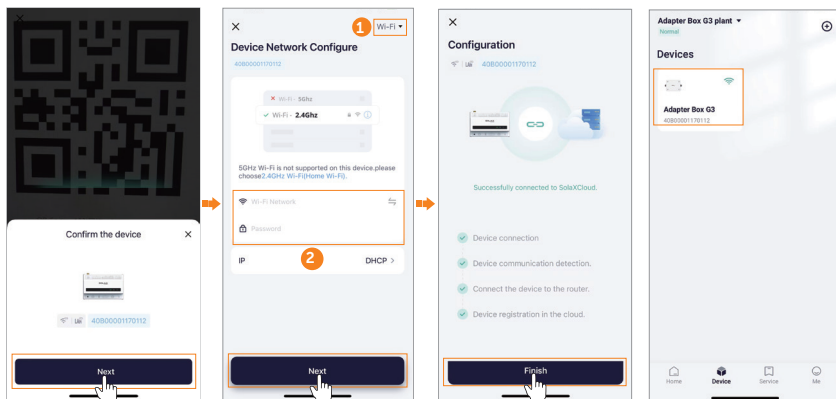 Confirm the device
40B00001170112
Next
1
Wi-Fi
Device Network Configure
40B00001170112
Wi-Fi - 5Ghz
Wi-Fi - 2.4Ghz
5GHz Wi-Fi is not supported on this device.please
choose2.4GHz Wi-Fi(Home Wi-Fi).
Wi-Fi Network
Password
IP
2
DHCP >
Next
Configuration
40B00001170112
Successfully connected to SolaXCloud.
Device connection
Device communication detection.
Connect the device to the router.
Device registration in the cloud.
Finish
Adapter Box G3 plant
Normal
Devices
Adapter Box G3
40B00001170112
Home
Device
Service
Me